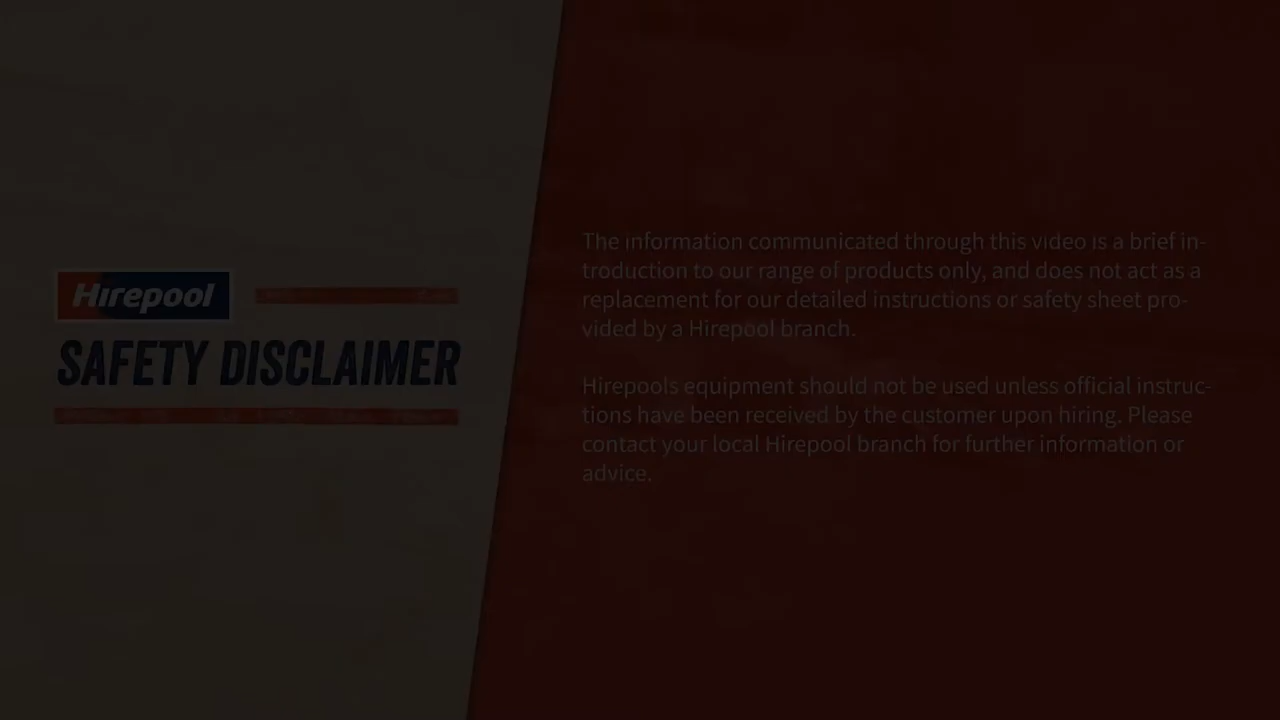 Hirepool
SAFETY DISCLAIMER
The information communicated through this video is a brief in-
troduction to our range of products only, and does not act as a
replacement for our detailed instructions or safety sheet pro-
vided by a Hirepool branch.
Hirepools equipment should not be used unless official instruc-
tions have been received by the customer upon hiring. Please
contact your local Hirepool branch for further information or
advice.